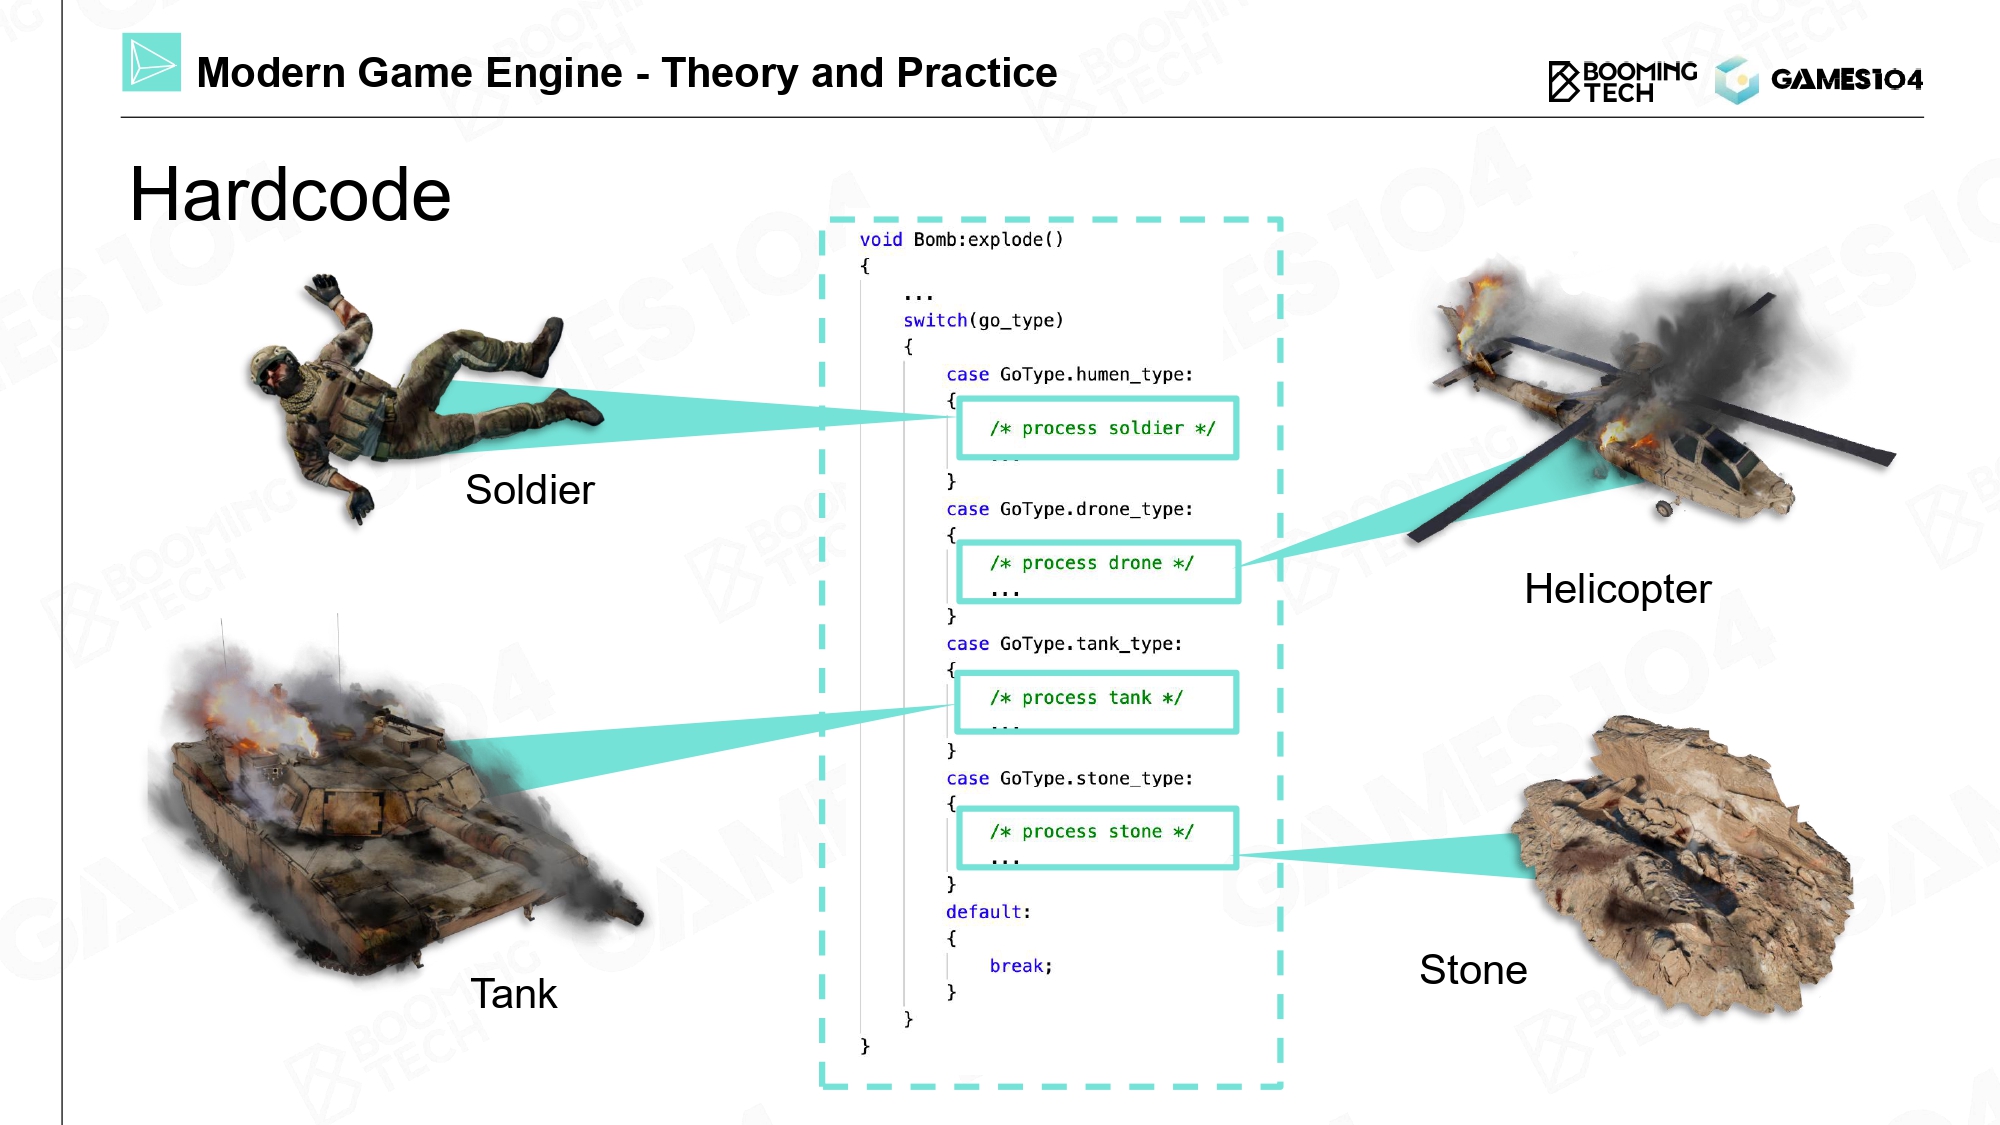 Modern Game Engine - Theory and Practice
BOOMING
TECH
GAMES104
Hardcode
void Bomb:explode()
{
...
switch(go_type)
{
case GoType.humen_type:
{
/* process soldier */
...
}
case GoType.drone_type:
{
/* process drone */
...
}
case GoType.tank_type:
{
/* process tank */
...
}
case GoType.stone_type:
{
/* process stone */
...
}
default:
{
break;
}
}
}
Soldier
Helicopter
Tank
Stone